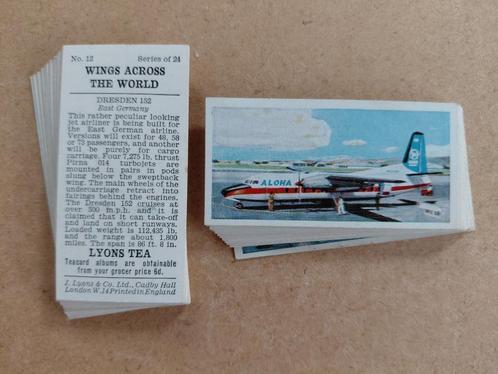 No. 12 Series of 24
WINGS ACROSS
THE WORLD
DRESDEN 152
East Germany
This rather peculiar looking
jet airliner is being built for
the East German airline.
Versions will exist for 48, 58
or 73 passengers, and another
will be purely for cargo
carriage. Four 7,275 lb. thrust
Pirna 014 turbojets are
mounted in pairs in pods
slung below the sweptback
wing. The main wheels of the
undercarriage retract into
fairings behind the engines.
The Dresden 152 cruises at
over 500 m.p.h. and it is
claimed that it can take-off
and land on short runways.
Loaded weight is 112,435 lb.
and the range about 1,800
miles. The span is 86 ft. 8 in.
LYONS TEA
Teacard albums are obtainable
from your grocer price 6d.
J. Lyons & Co. Ltd., Cadby Hall
London W.14 Printed in England
ALOHA